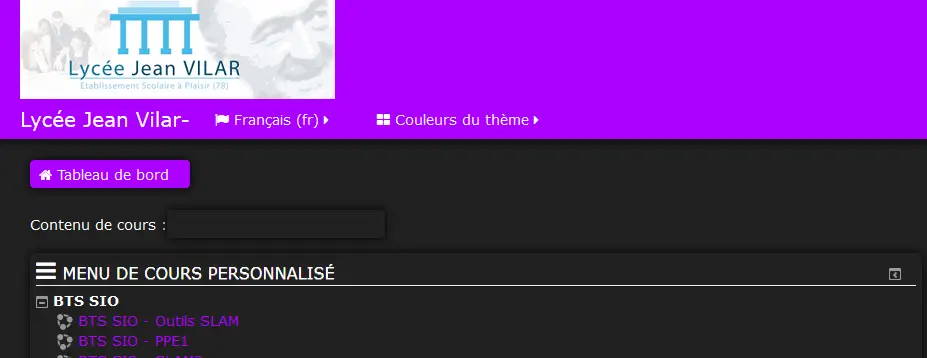 Lycée Jean VILAR
Etablissement Scolaire à Plaisir (78)
Lycée Jean Vilar- Français (fr) Couleurs du thème
Tableau de bord
Contenu de cours :
MENU DE COURS PERSONNALISÉ
BTS SIO
BTS SIO - Outils SLAM
BTS SIO - PPE1